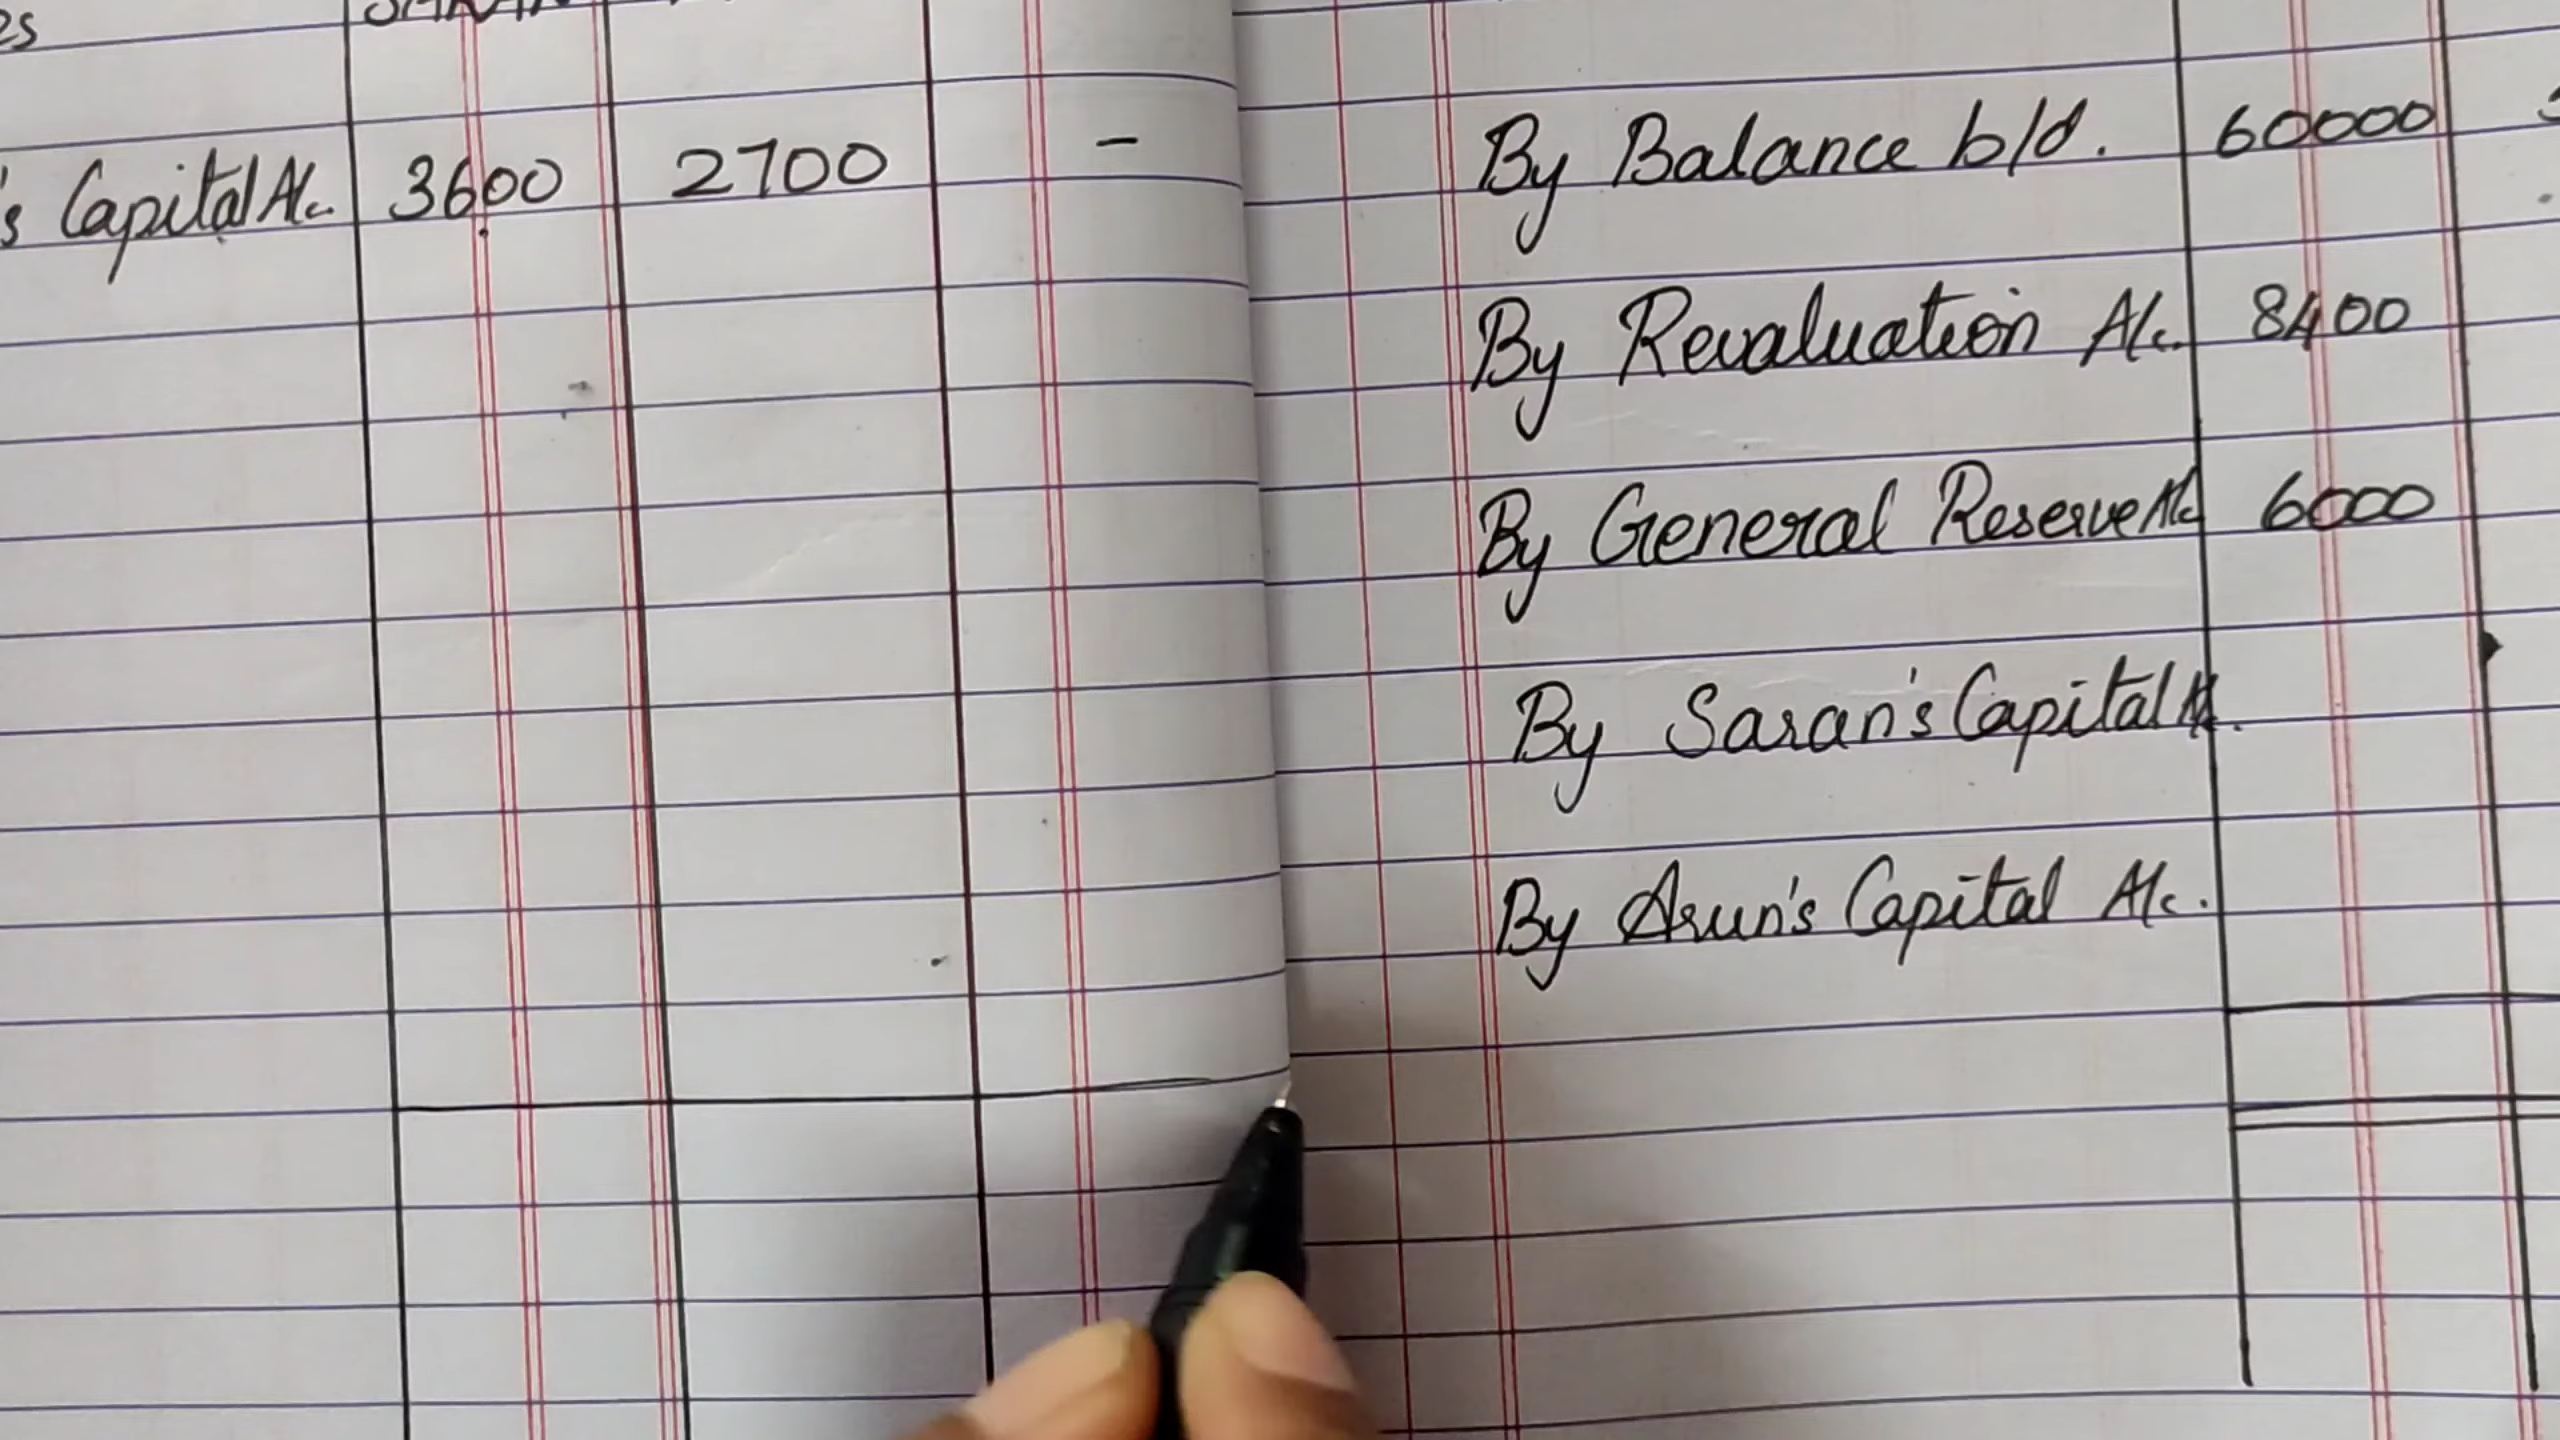 's Capital A/c. 3600 2700 -
By Balance b/d. 60000
By Revaluation A/c. 8400
By General Reserve A/c 6000
By Saran's Capital A/c.
By Arun's Capital A/c.